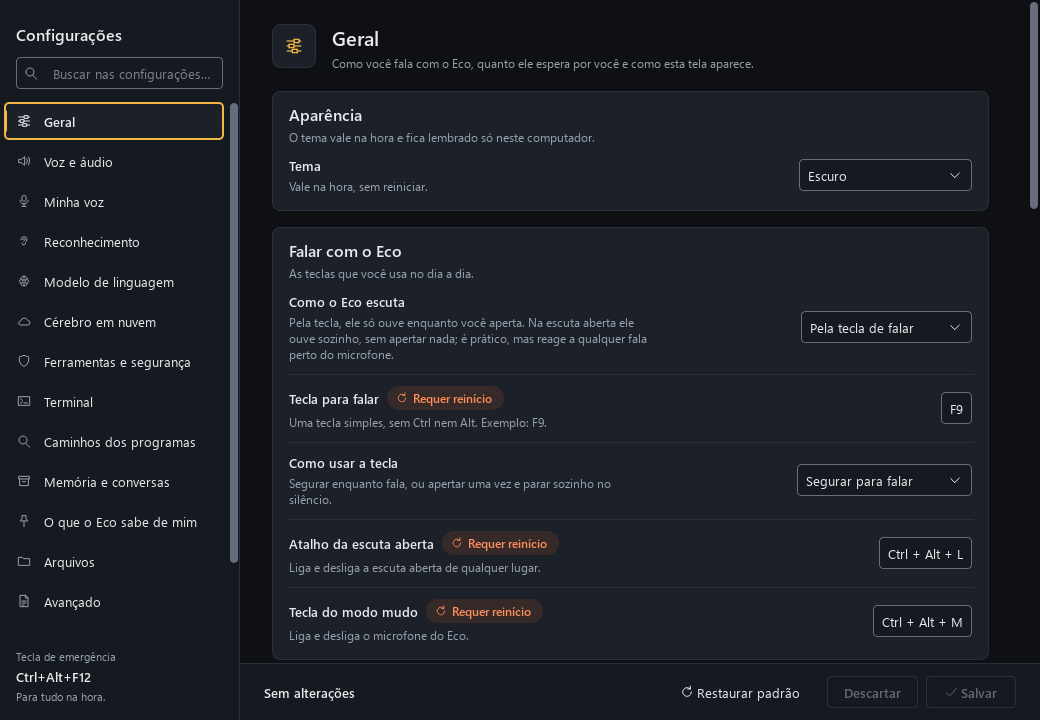 Configurações
Buscar nas configurações...
Geral
Voz e áudio
Minha voz
Reconhecimento
Modelo de linguagem
Cérebro em nuvem
Ferramentas e segurança
Terminal
Caminhos dos programas
Memória e conversas
O que o Eco sabe de mim
Arquivos
Avançado
Tecla de emergência
Ctrl+Alt+F12
Para tudo na hora.
Geral
Como você fala com o Eco, quanto ele espera por você e como esta tela aparece.
Aparência
O tema vale na hora e fica lembrado só neste computador.
Tema
Vale na hora, sem reiniciar.
Escuro
Falar com o Eco
As teclas que você usa no dia a dia.
Como o Eco escuta
Pela tecla, ele só ouve enquanto você aperta. Na escuta aberta ele
ouve sozinho, sem apertar nada; é prático, mas reage a qualquer fala
perto do microfone.
Pela tecla de falar
Tecla para falar Requer reinício
Uma tecla simples, sem Ctrl nem Alt. Exemplo: F9.
F9
Como usar a tecla
Segurar enquanto fala, ou apertar uma vez e parar sozinho no
silêncio.
Segurar para falar
Atalho da escuta aberta Requer reinício
Liga e desliga a escuta aberta de qualquer lugar.
Ctrl + Alt + L
Tecla do modo mudo Requer reinício
Liga e desliga o microfone do Eco.
Ctrl + Alt + M
Sem alterações
Restaurar padrão
Descartar
Salvar